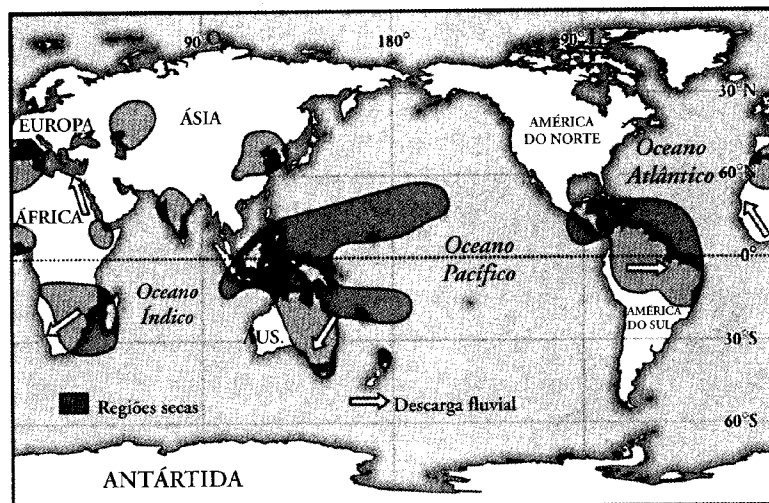 90° O
180°
30°N
EUROPA
ÁSIA
AMÉRICA
DO NORTE
Oceano
Atlântico
60°N
ÁFRICA
Oceano
Pacífico
0°
Oceano
Índico
AMÉRICA
DO SUL
AUS.
30°S
Regiões secas
Descarga fluvial
60°S
ANTÁRTIDA